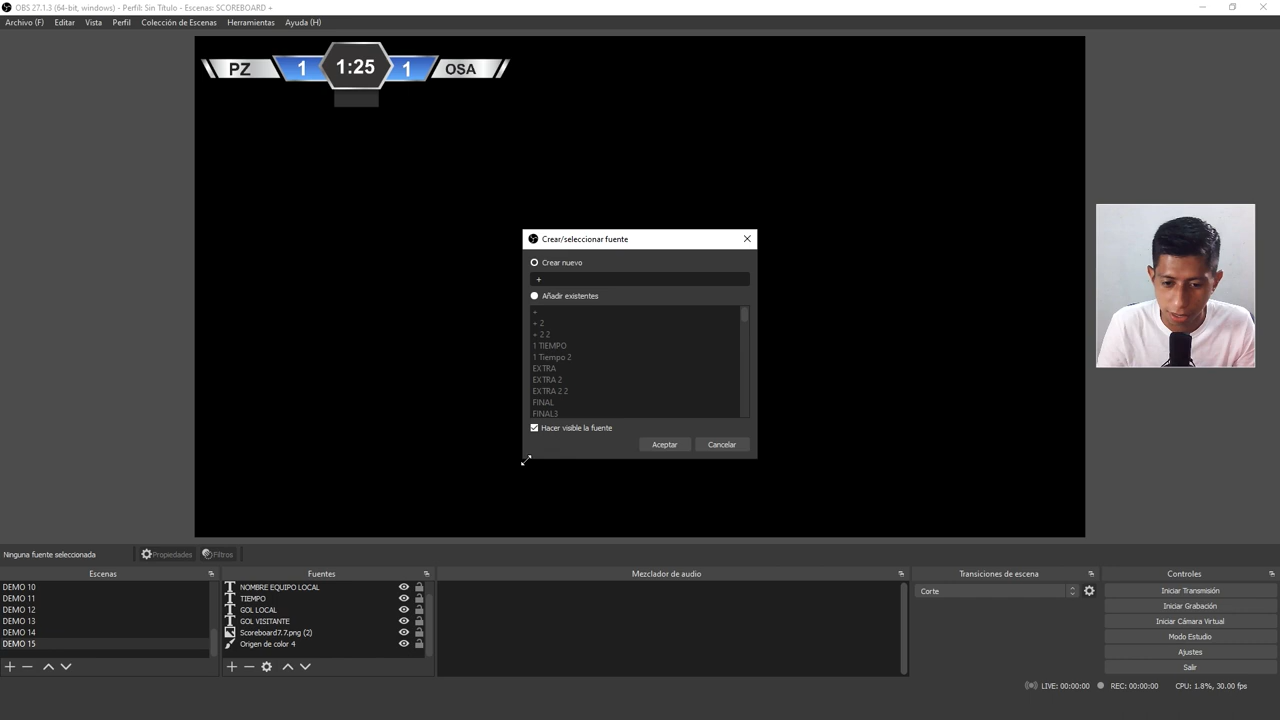 OBS 27.1.3 (64-bit, windows) - Perfil: Sin Título - Escenas: SCOREBOARD +
Archivo (F) Editar Vista Perfil Colección de Escenas Herramientas Ayuda (H)
PZ 1 1:25 1 OSA
Crear/seleccionar fuente
Crear nuevo
+
Añadir existentes
+
+ 2
+ 2 2
1 TIEMPO
1 Tiempo 2
EXTRA
EXTRA 2
EXTRA 2 2
FINAL
FINAL3
Hacer visible la fuente
Aceptar Cancelar
Ninguna fuente seleccionada Propiedades Filtros
Escenas
DEMO 10
DEMO 11
DEMO 12
DEMO 13
DEMO 14
DEMO 15
Fuentes
NOMBRE EQUIPO LOCAL
TIEMPO
GOL LOCAL
GOL VISITANTE
Scoreboard7.7.png (2)
Origen de color 4
Mezclador de audio
Transiciones de escena
Corte
Controles
Iniciar Transmisión
Iniciar Grabación
Iniciar Cámara Virtual
Modo Estudio
Ajustes
Salir
LIVE: 00:00:00 REC: 00:00:00 CPU: 1.8%, 30.00 fps